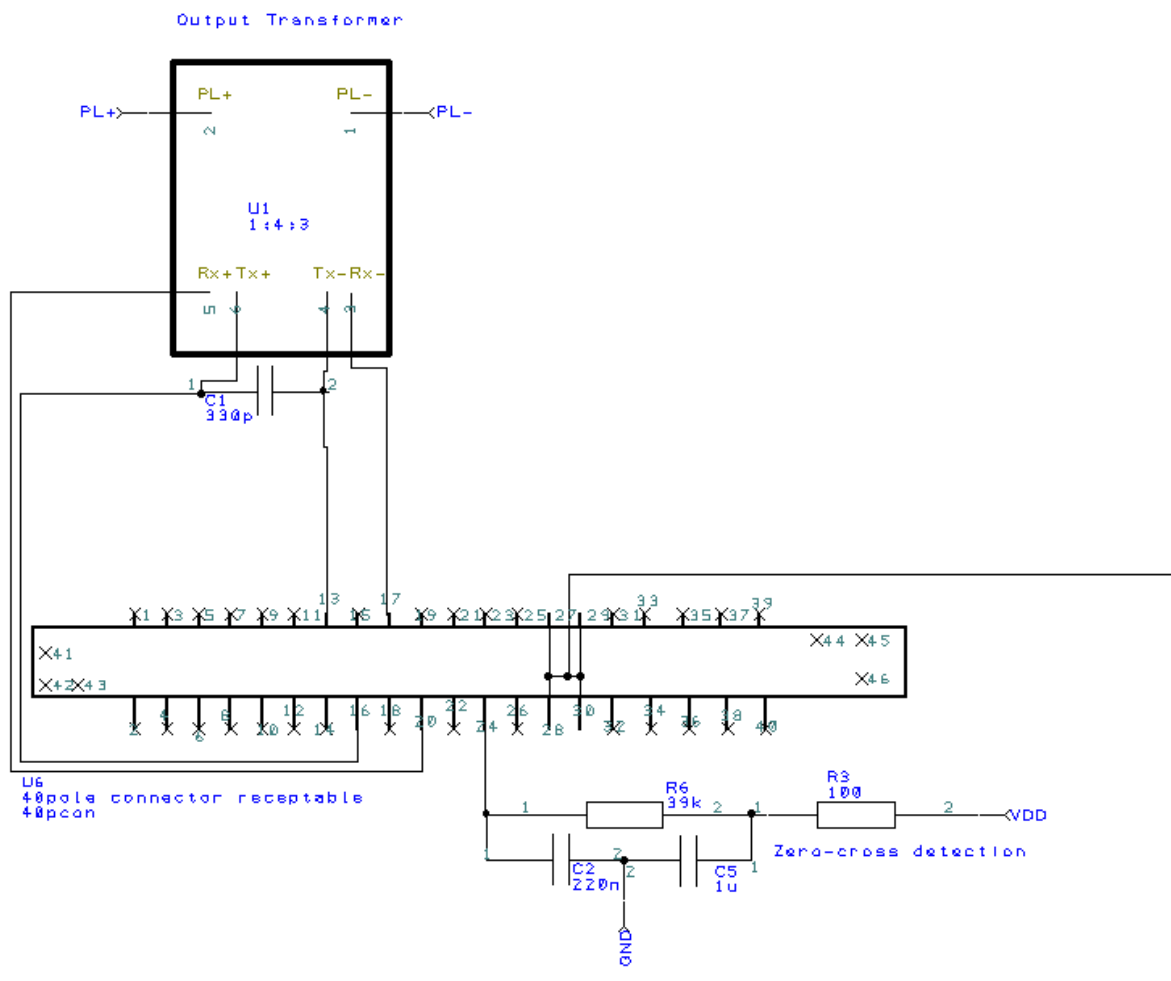 Output Transformer
PL+ PL-
PL+ PL-
2 1
U1
1:4:3
Rx+ Tx+ Tx- Rx-
5 6 4 3
1 2
C1
330p
13 17 33 39
1 3 5 7 9 11 15 19 21 23 25 27 29 31 35 37
41 44 45
42 43 46
12 16 18 20 22 26 30 34 38
2 4 6 8 10 14 24 28 32 36 40
U6
40pole connector receptable
40pcon
R6
39k
1 2
R3
100
1 2
VDD
Zero-cross detection
1 2
C2
220n
2 1
C5
1u
GND